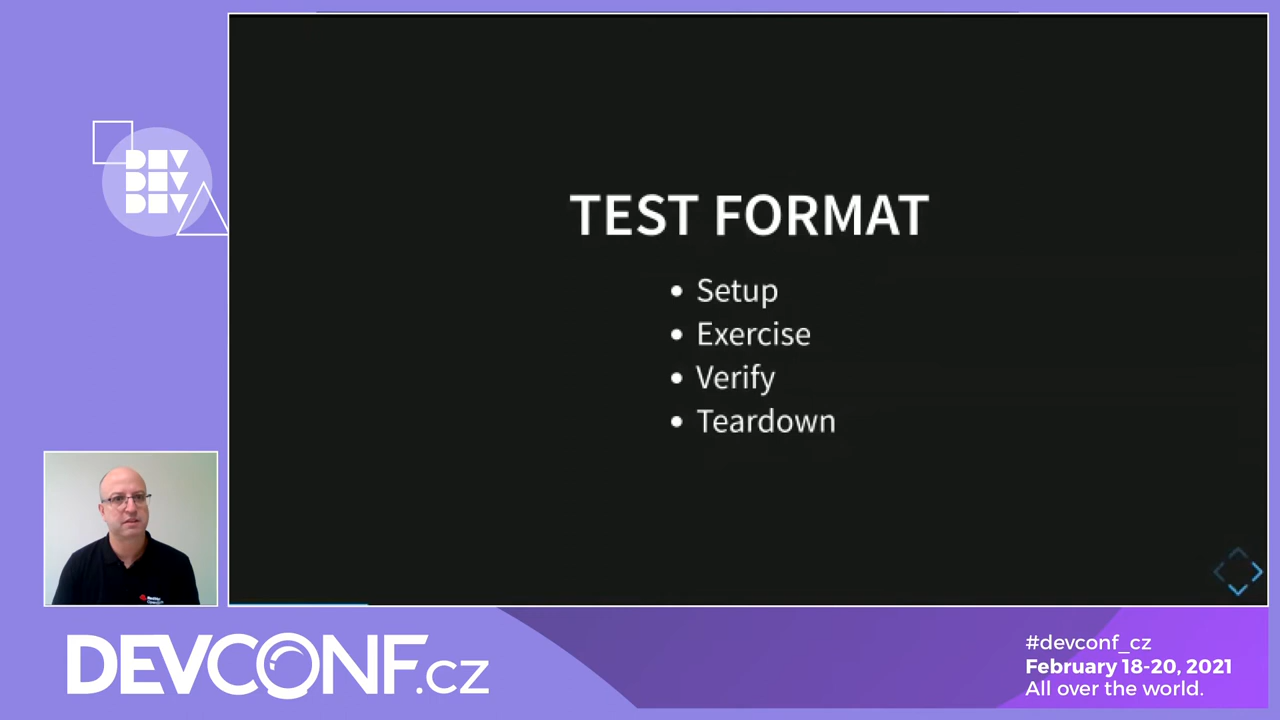 TEST FORMAT
Setup
Exercise
Verify
Teardown
DEV
DEV
DEV
DEVCONF.cz
#devconf_cz
February 18-20, 2021
All over the world.